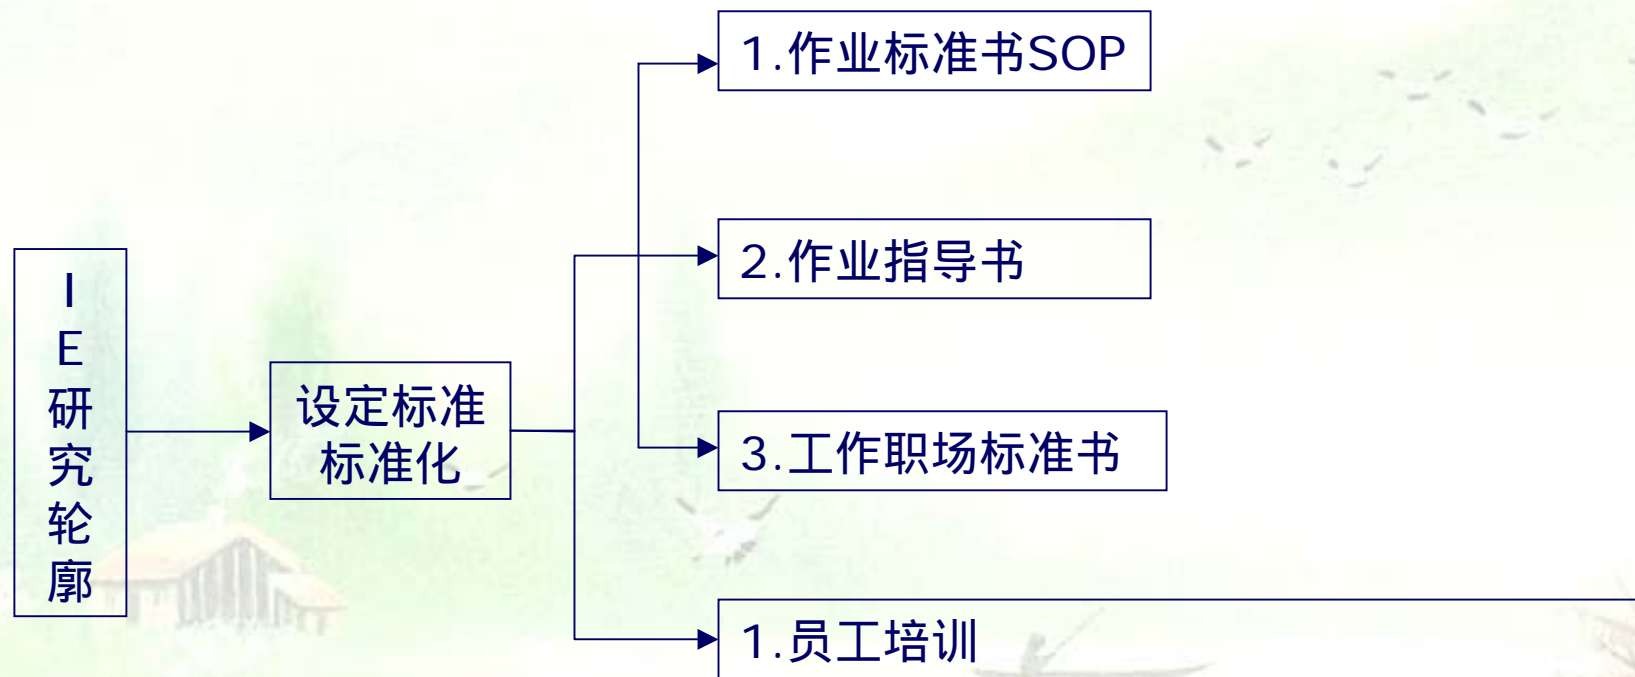 IE研究轮廓
设定标准
标准化
1.作业标准书SOP
2.作业指导书
3.工作职场标准书
1.员工培训